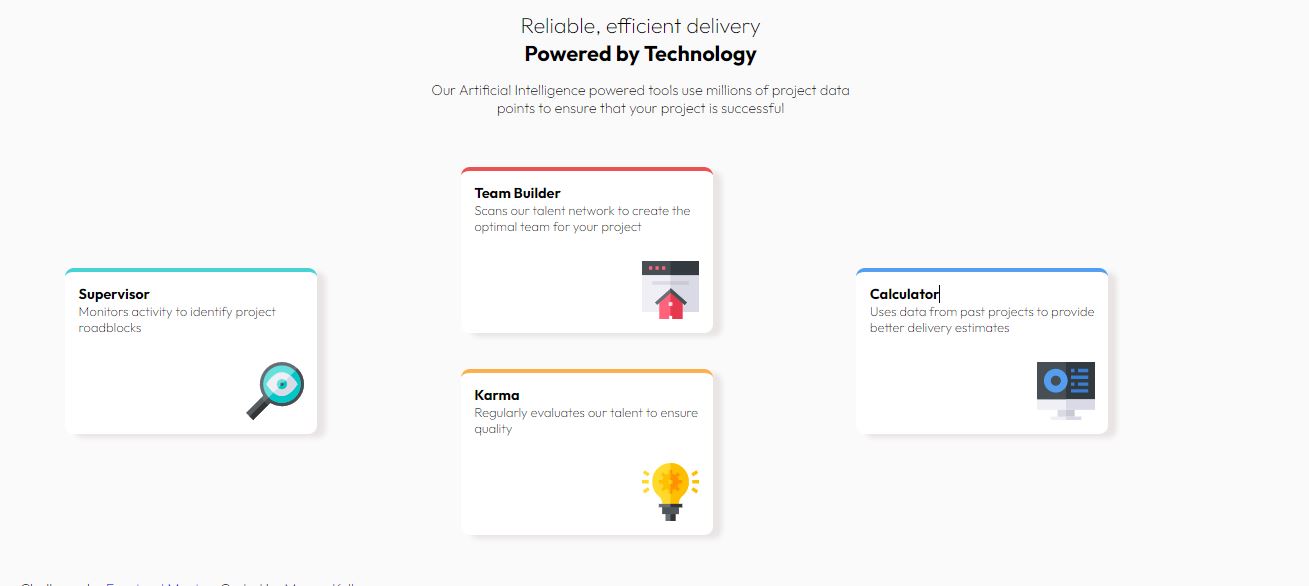 Reliable, efficient delivery
Powered by Technology
Our Artificial Intelligence powered tools use millions of project data
points to ensure that your project is successful
Team Builder
Scans our talent network to create the
optimal team for your project
Supervisor
Monitors activity to identify project
roadblocks
Calculator
Uses data from past projects to provide
better delivery estimates
Karma
Regularly evaluates our talent to ensure
quality